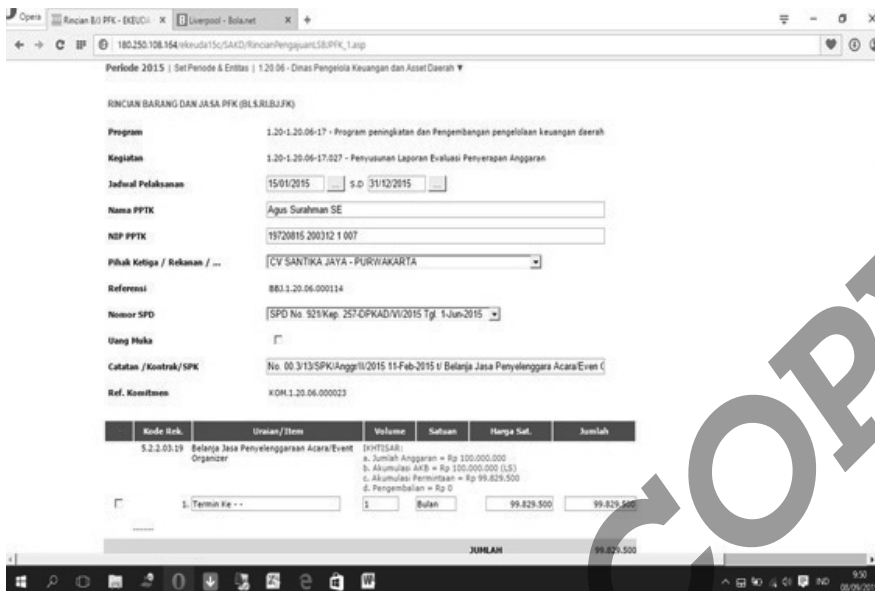 Opera
Rincian BJ PFK - (KEUDA
Liverpool - Bola.net
180.250.108.164/ekeuda15c/SAKD/RincianPengajuanLSBJPFK_1.asp
Periode 2015 | Set Periode & Entitas | 1.20.06 - Dinas Pengelola Keuangan dan Asset Daerah ▼
RINCIAN BARANG DAN JASA PFK (BLS.RI.BJ.FK)
Program 1.20-1.20.06-17 - Program peningkatan dan Pengembangan pengelolaan keuangan daerah
Kegiatan 1.20-1.20.06-17.027 - Penyusunan Laporan Evaluasi Penyerapan Anggaran
Jadwal Pelaksanan 15/01/2015 ... S.D 31/12/2015 ...
Nama PPTK Agus Surahman SE
NIP PPTK 19720815 200312 1 007
Pihak Ketiga / Rekanan / ... CV SANTIKA JAYA - PURWAKARTA
Referensi BBJ.1.20.06.000114
Nomor SPD SPD No. 921/Kep. 257-DPKAD/VI/2015 Tgl. 1-Jun-2015
Uang Muka
Catatan /Kontrak/SPK No. 00.3/13/SPK/Anggr/II/2015 11-Feb-2015 t/ Belanja Jasa Penyelenggara Acara/Even
Ref. Komitmen KOM.1.20.06.000023
Kode Rek. Uraian/Item Volume Satuan Harga Sat. Jumlah
5.2.2.03.19 Belanja Jasa Penyelenggaraan Acara/Event Organizer
IKHTISAR:
a. Jumlah Anggaran = Rp 100.000.000
b. Akumulasi AKB = Rp 100.000.000 (LS)
c. Akumulasi Permintaan = Rp 99.829.500
d. Pengembalian = Rp 0
1. Termin Ke - - 1 Bulan 99.829.500 99.829.500
JUMLAH 99.829.500
IND
9:50
COPY